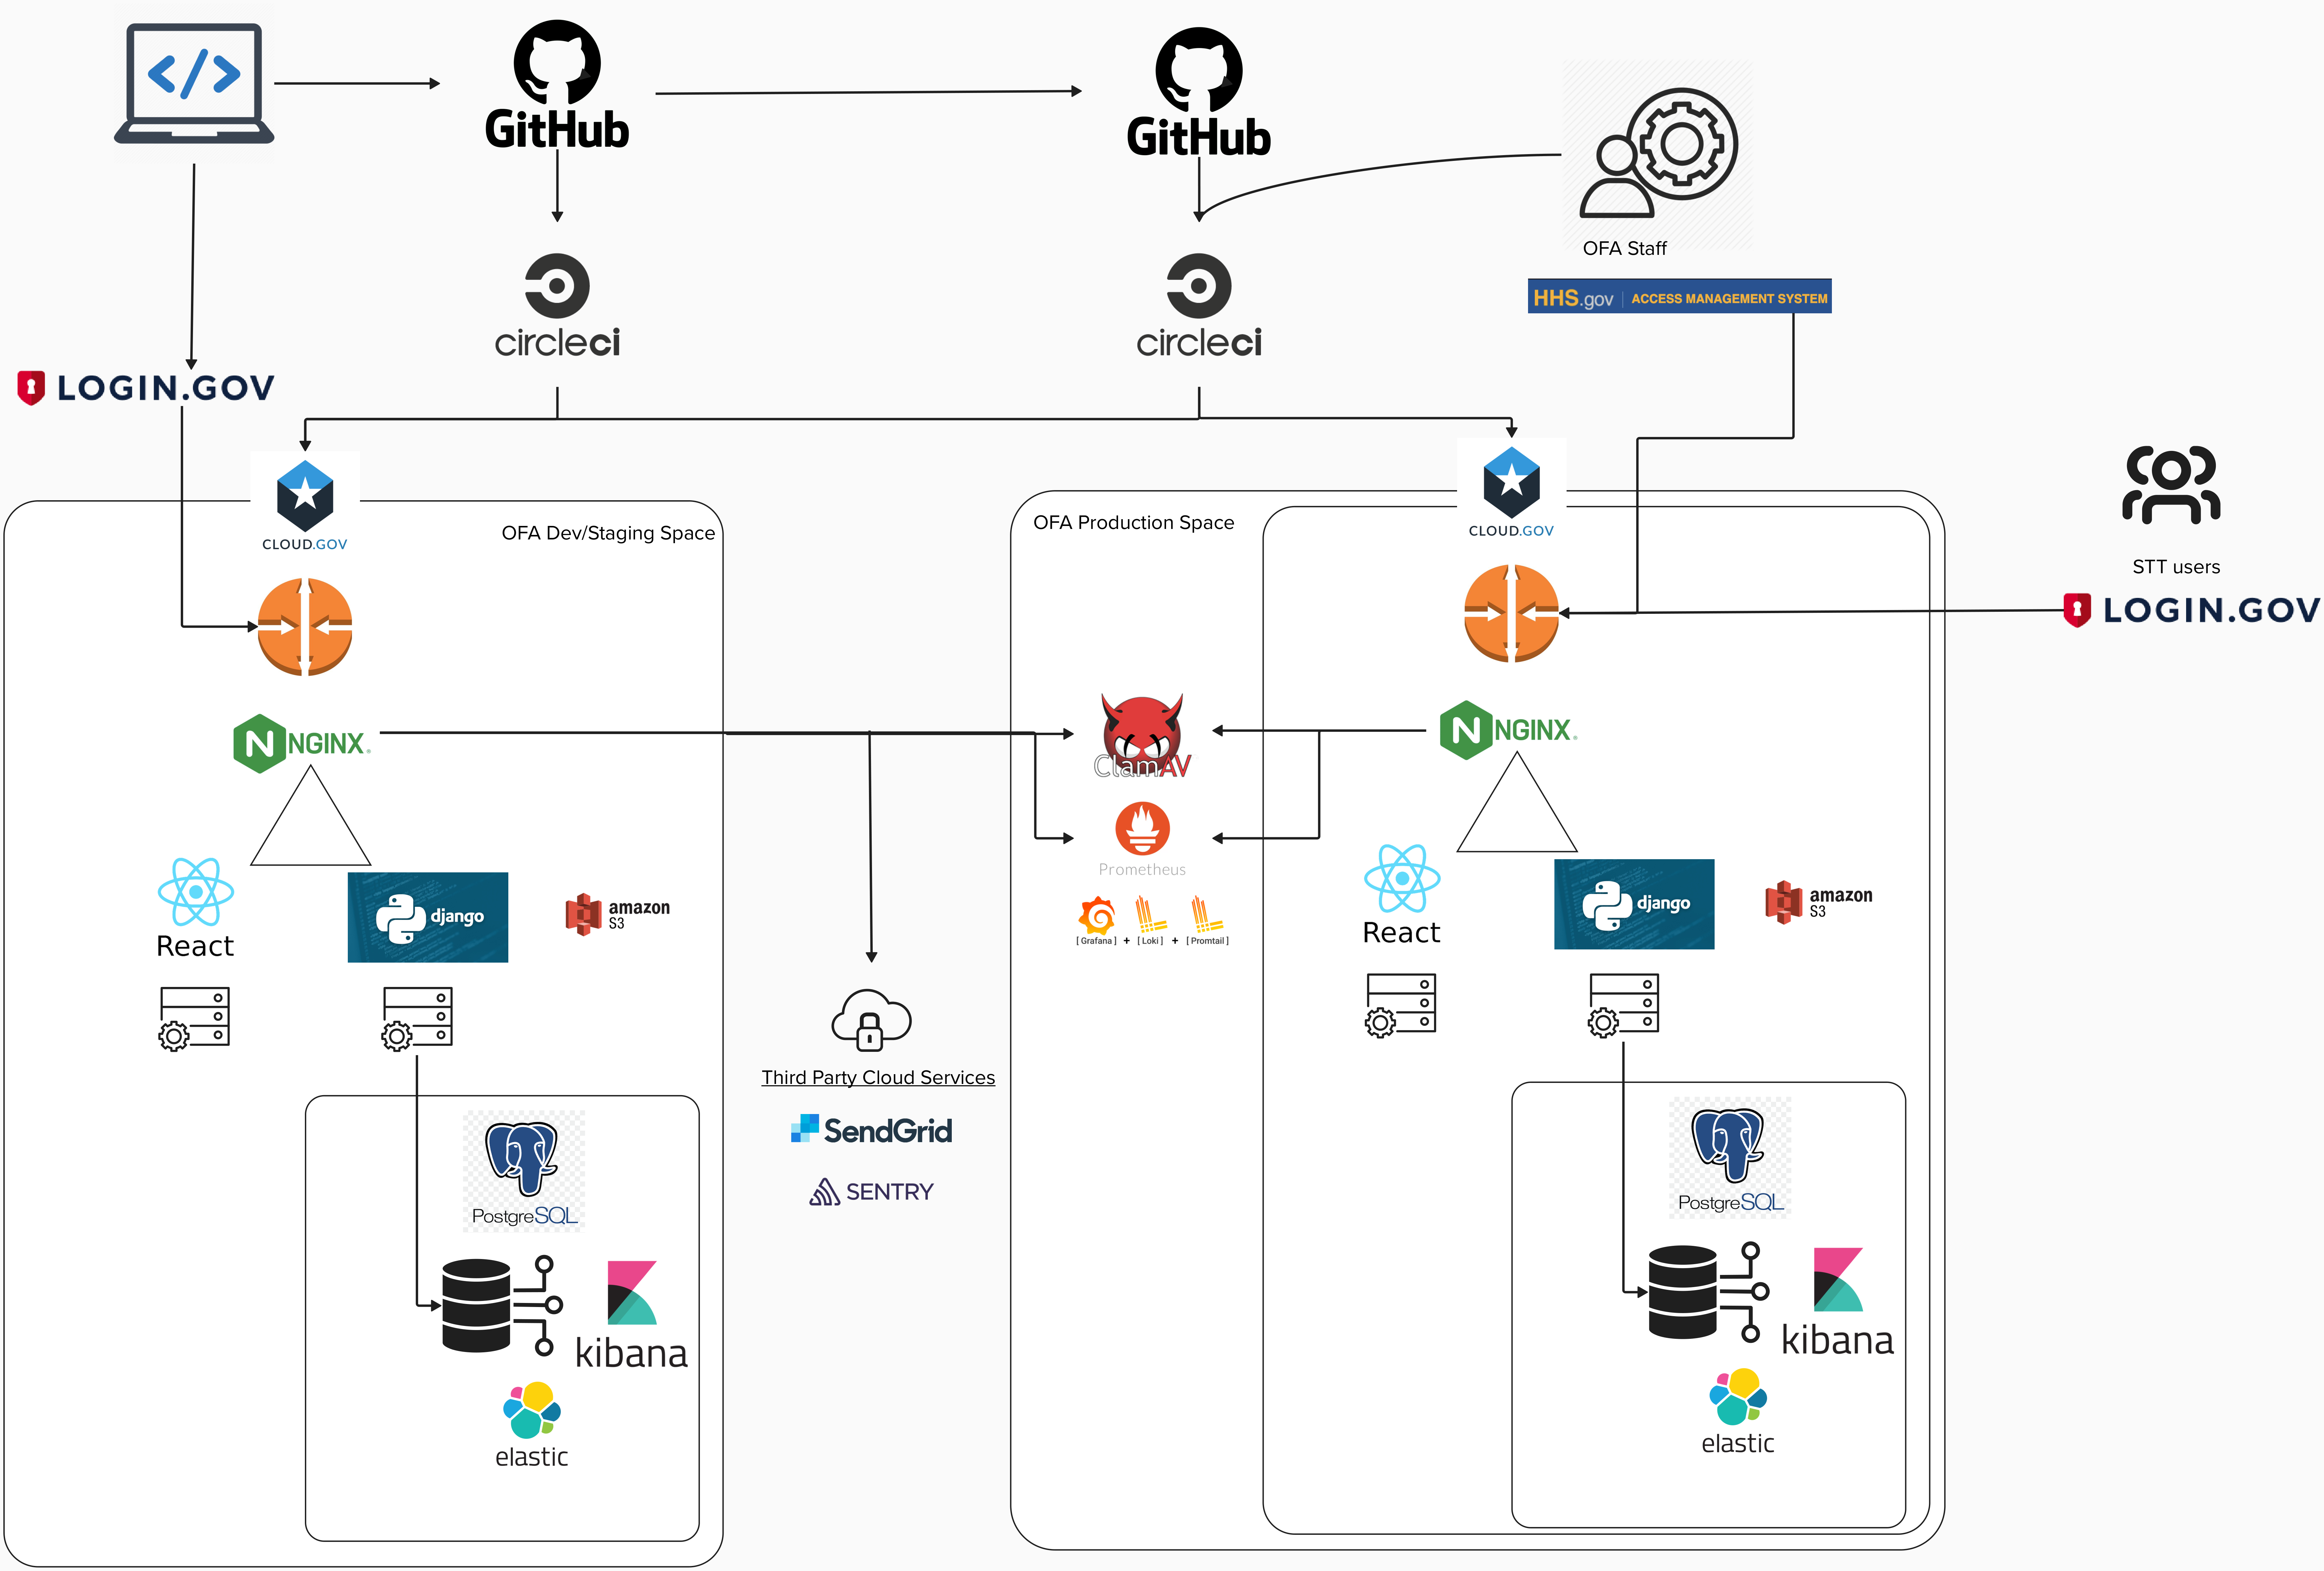 </>
GitHub
GitHub
OFA Staff
HHS.gov | ACCESS MANAGEMENT SYSTEM
circleci
circleci
LOGIN.GOV
CLOUD.GOV
OFA Dev/Staging Space
OFA Production Space
CLOUD.GOV
STT users
LOGIN.GOV
NGINX.
ClamAV
NGINX.
Prometheus
[ Grafana ] + [ Loki ] + [ Promtail ]
React
django
amazon
S3
React
django
amazon
S3
Third Party Cloud Services
SendGrid
SENTRY
PostgreSQL
kibana
elastic
PostgreSQL
kibana
elastic